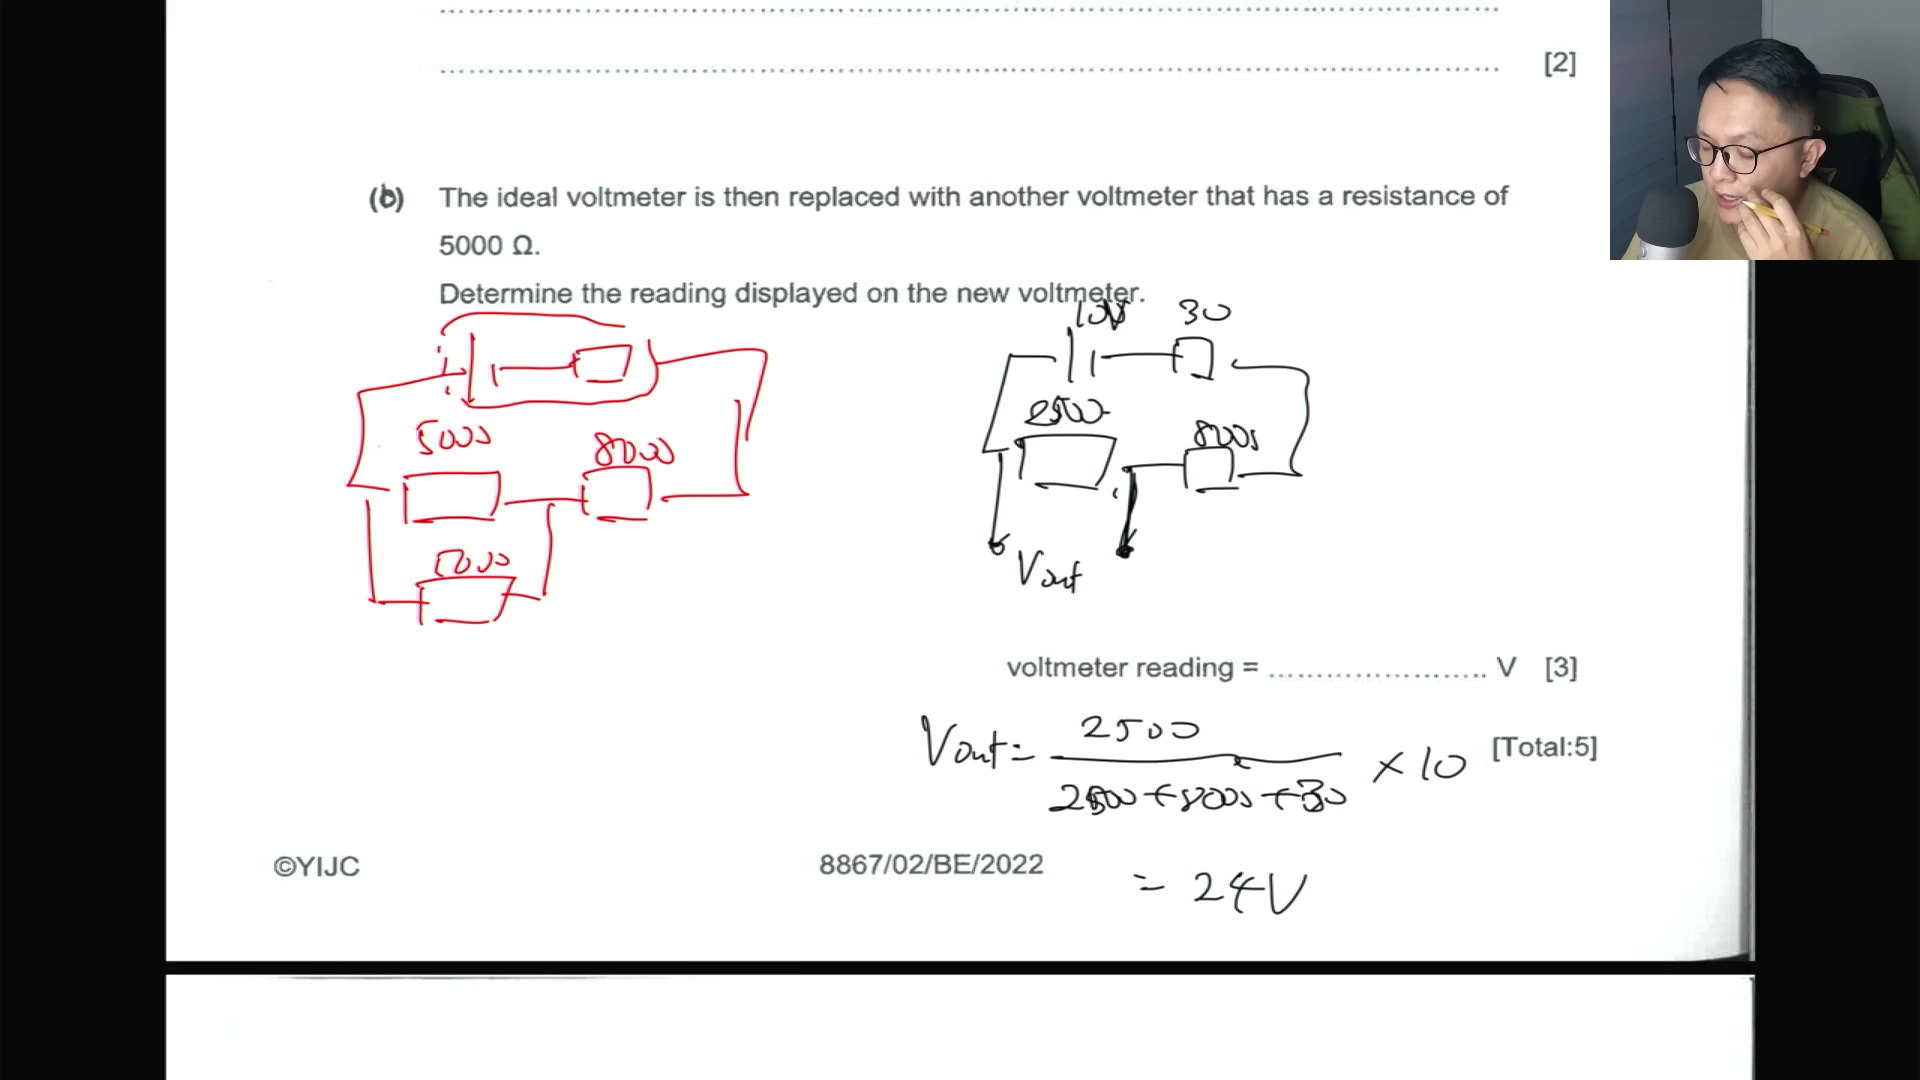 [2]
(b) The ideal voltmeter is then replaced with another voltmeter that has a resistance of
5000 Ω.
Determine the reading displayed on the new voltmeter.
10V 30
5000 8000
2500 8000
5000
Vout
voltmeter reading = ........................ V [3]
Vout = 2500
2500+8000+30 × 10
[Total:5]
= 24V
©YIJC 8867/02/BE/2022